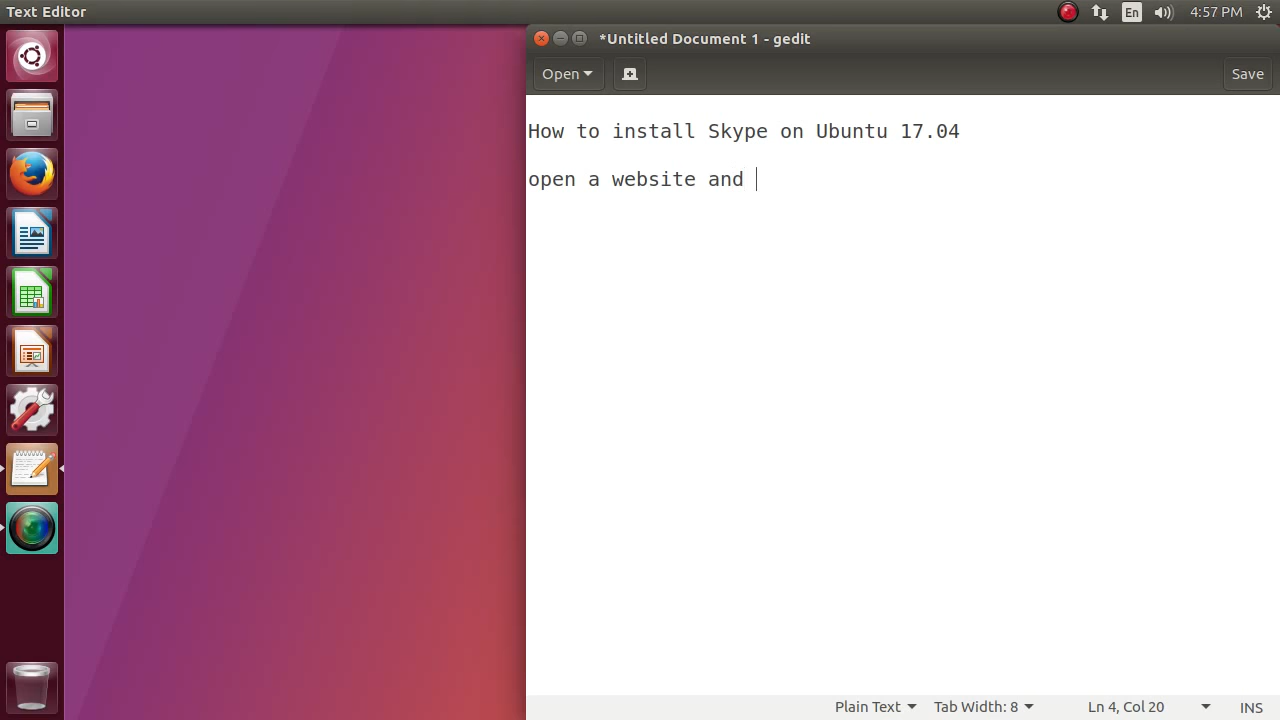 Text Editor
En
4:57 PM
*Untitled Document 1 - gedit
Open
Save
How to install Skype on Ubuntu 17.04
open a website and
Plain Text
Tab Width: 8
Ln 4, Col 20
INS